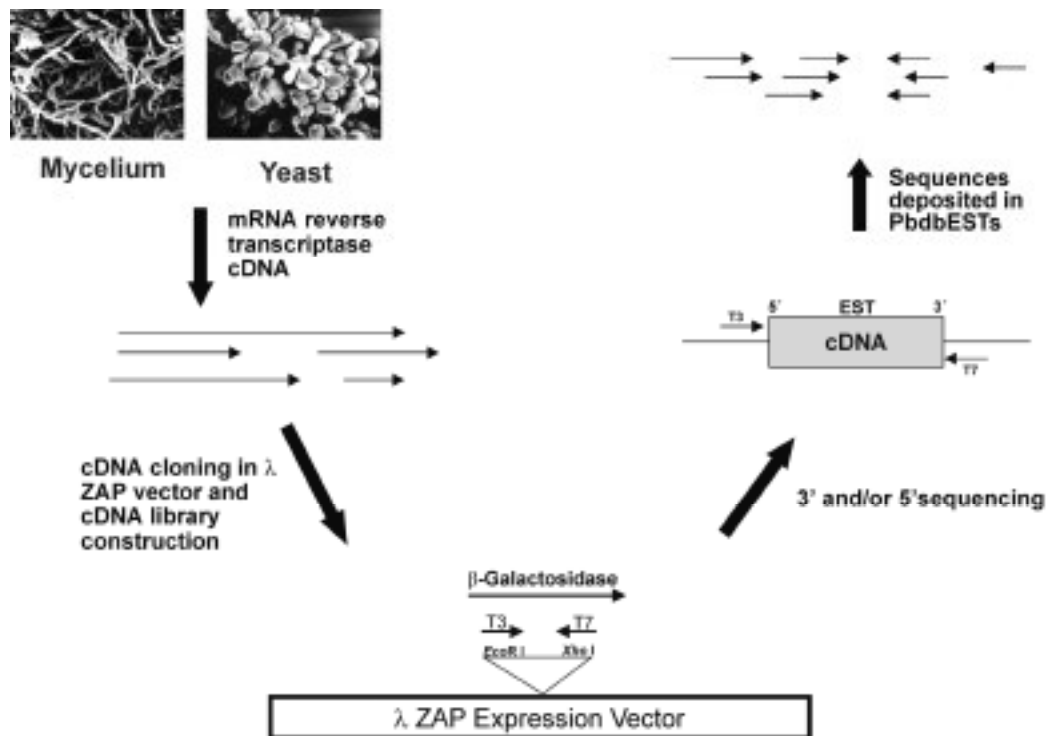 Mycelium
Yeast
mRNA reverse
transcriptase
cDNA
cDNA cloning in λ
ZAP vector and
cDNA library
construction
β-Galactosidase
T3 T7
EcoR I Xho I
λ ZAP Expression Vector
3' and/or 5'sequencing
5´ EST 3´
T3
cDNA
T7
Sequences
deposited in
PbdbESTs